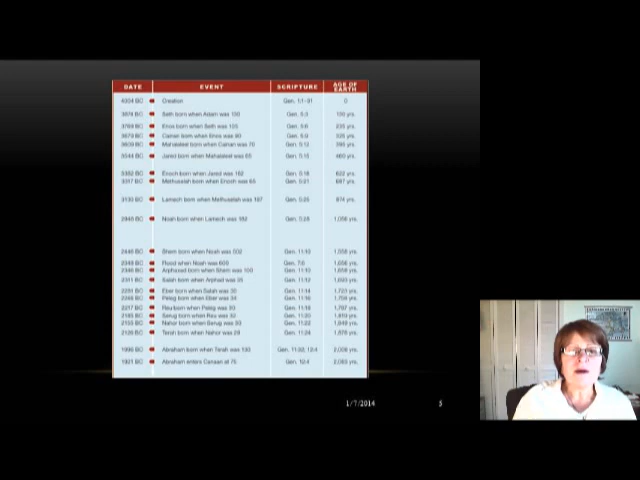 DATE EVENT SCRIPTURE AGE OF EARTH
4004 BC Creation Gen. 1:1-31 0
3874 BC Seth born when Adam was 130 Gen. 5:3 130 yrs.
3769 BC Enos born when Seth was 105 Gen. 5:6 235 yrs.
3679 BC Cainan born when Enos was 90 Gen. 5:9 325 yrs.
3609 BC Mahalaleel born when Cainan was 70 Gen. 5:12 395 yrs.
3544 BC Jared born when Mahalaleel was 65 Gen. 5:15 460 yrs.
3382 BC Enoch born when Jared was 162 Gen. 5:18 622 yrs.
3317 BC Methuselah born when Enoch was 65 Gen. 5:21 687 yrs.
3130 BC Lamech born when Methuselah was 187 Gen. 5:25 874 yrs.
Noah born when Lamech was 182 Gen. 5:28 1,056 yrs.
2446 BC Shem born when Noah was 502 Gen. 11:10 1,558 yrs.
Flood when Noah was 600 Gen. 7:6 1,656 yrs.
2346 BC Arphaxad born when Shem was 100 Gen. 11:10 1,658 yrs.
2311 BC Salah born when Arphad was 35 Gen. 11:12 1,693 yrs.
2281 BC Eber born when Salah was 30 Gen. 11:14 1,723 yrs.
Peleg born when Eber was 34 Gen. 11:16 1,757 yrs.
2217 BC Reu born when Peleg was 30 Gen. 11:18 1,787 yrs.
2185 BC Serug born when Reu was 32 Gen. 11:20 1,819 yrs.
2155 BC Nahor born when Serug was 30 Gen. 11:22 1,849 yrs.
2126 BC Terah born when Nahor was 29 Gen. 11:24 1,878 yrs.
1996 BC Abraham born when Terah was 130 Gen. 11:32, 12:4 2,008 yrs.
1921 BC Abraham enters Canaan at 75 Gen. 12:4 2,083 yrs.
1/7/2014 5